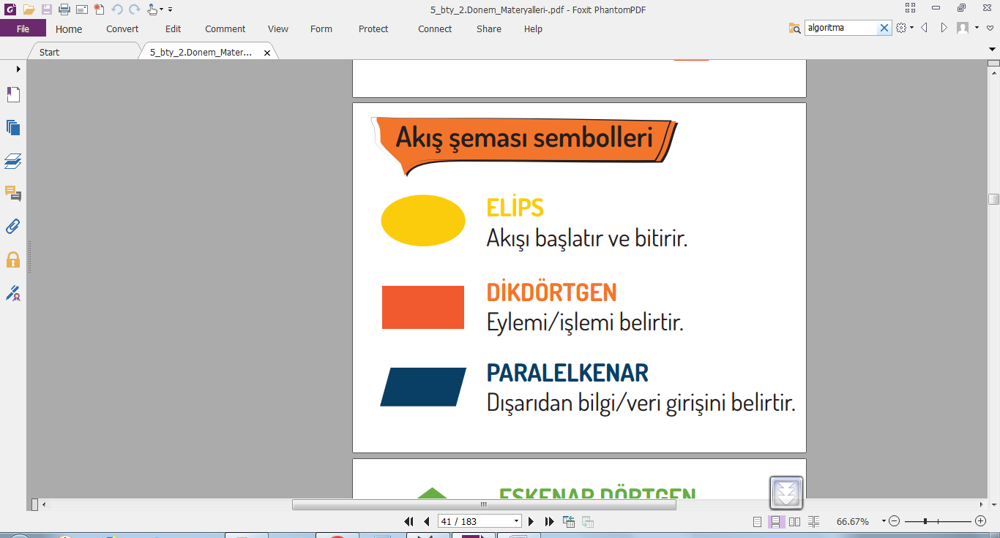 5_bty_2.Donem_Materyalleri-.pdf - Foxit PhantomPDF
File Home Convert Edit Comment View Form Protect Connect Share Help
algoritma
Start
5_bty_2.Donem_Mater...
Akış şeması sembolleri
ELİPS
Akışı başlatır ve bitirir.
DİKDÖRTGEN
Eylemi/işlemi belirtir.
PARALELKENAR
Dışarıdan bilgi/veri girişini belirtir.
EŞKENAR DÖRTGEN
41 / 183
66.67%